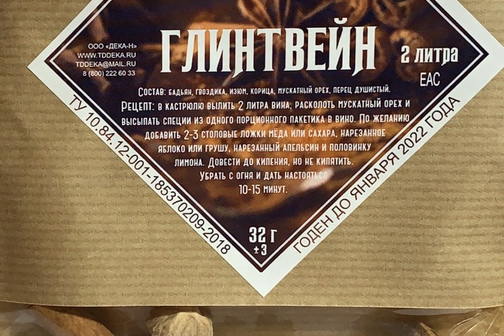 ООО «ДЕКА-Н»
WWW.TDDEKA.RU
TDDEKA@MAIL.RU
8 (800) 222 60 33
ГЛИНТВЕЙН
2 литра
ЕАС
Состав: бадьян, гвоздика, изюм, корица, мускатный орех, перец душистый.
Рецепт: в кастрюлю вылить 2 литра вина, расколоть мускатный орех и
высыпать специи из одного порционного пакетика в вино. По желанию
добавить 2-3 столовые ложки меда или сахара, нарезанное
яблоко или грушу, нарезанный апельсин и половинку
лимона. Довести до кипения, но не кипятить.
Убрать с огня и дать настояться
10-15 минут.
32 г
±3
ТУ 10.84.12-001-185370209-2018
ГОДЕН ДО ЯНВАРЯ 2022 ГОДА